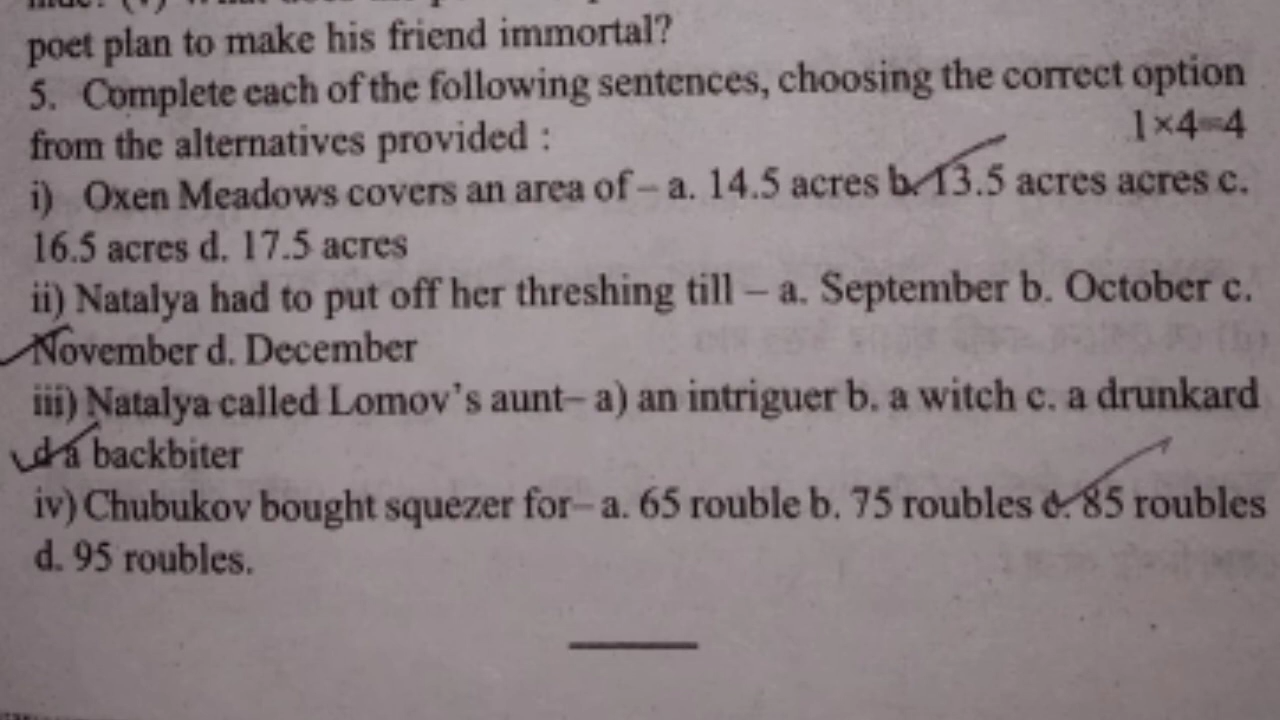 poet plan to make his friend immortal?
5. Complete each of the following sentences, choosing the correct option
from the alternatives provided : 1×4=4
i) Oxen Meadows covers an area of – a. 14.5 acres b. 13.5 acres acres c.
16.5 acres d. 17.5 acres
ii) Natalya had to put off her threshing till – a. September b. October c.
November d. December
iii) Natalya called Lomov's aunt– a) an intriguer b. a witch c. a drunkard
d a backbiter
iv) Chubukov bought squezer for– a. 65 rouble b. 75 roubles c. 85 roubles
d. 95 roubles.